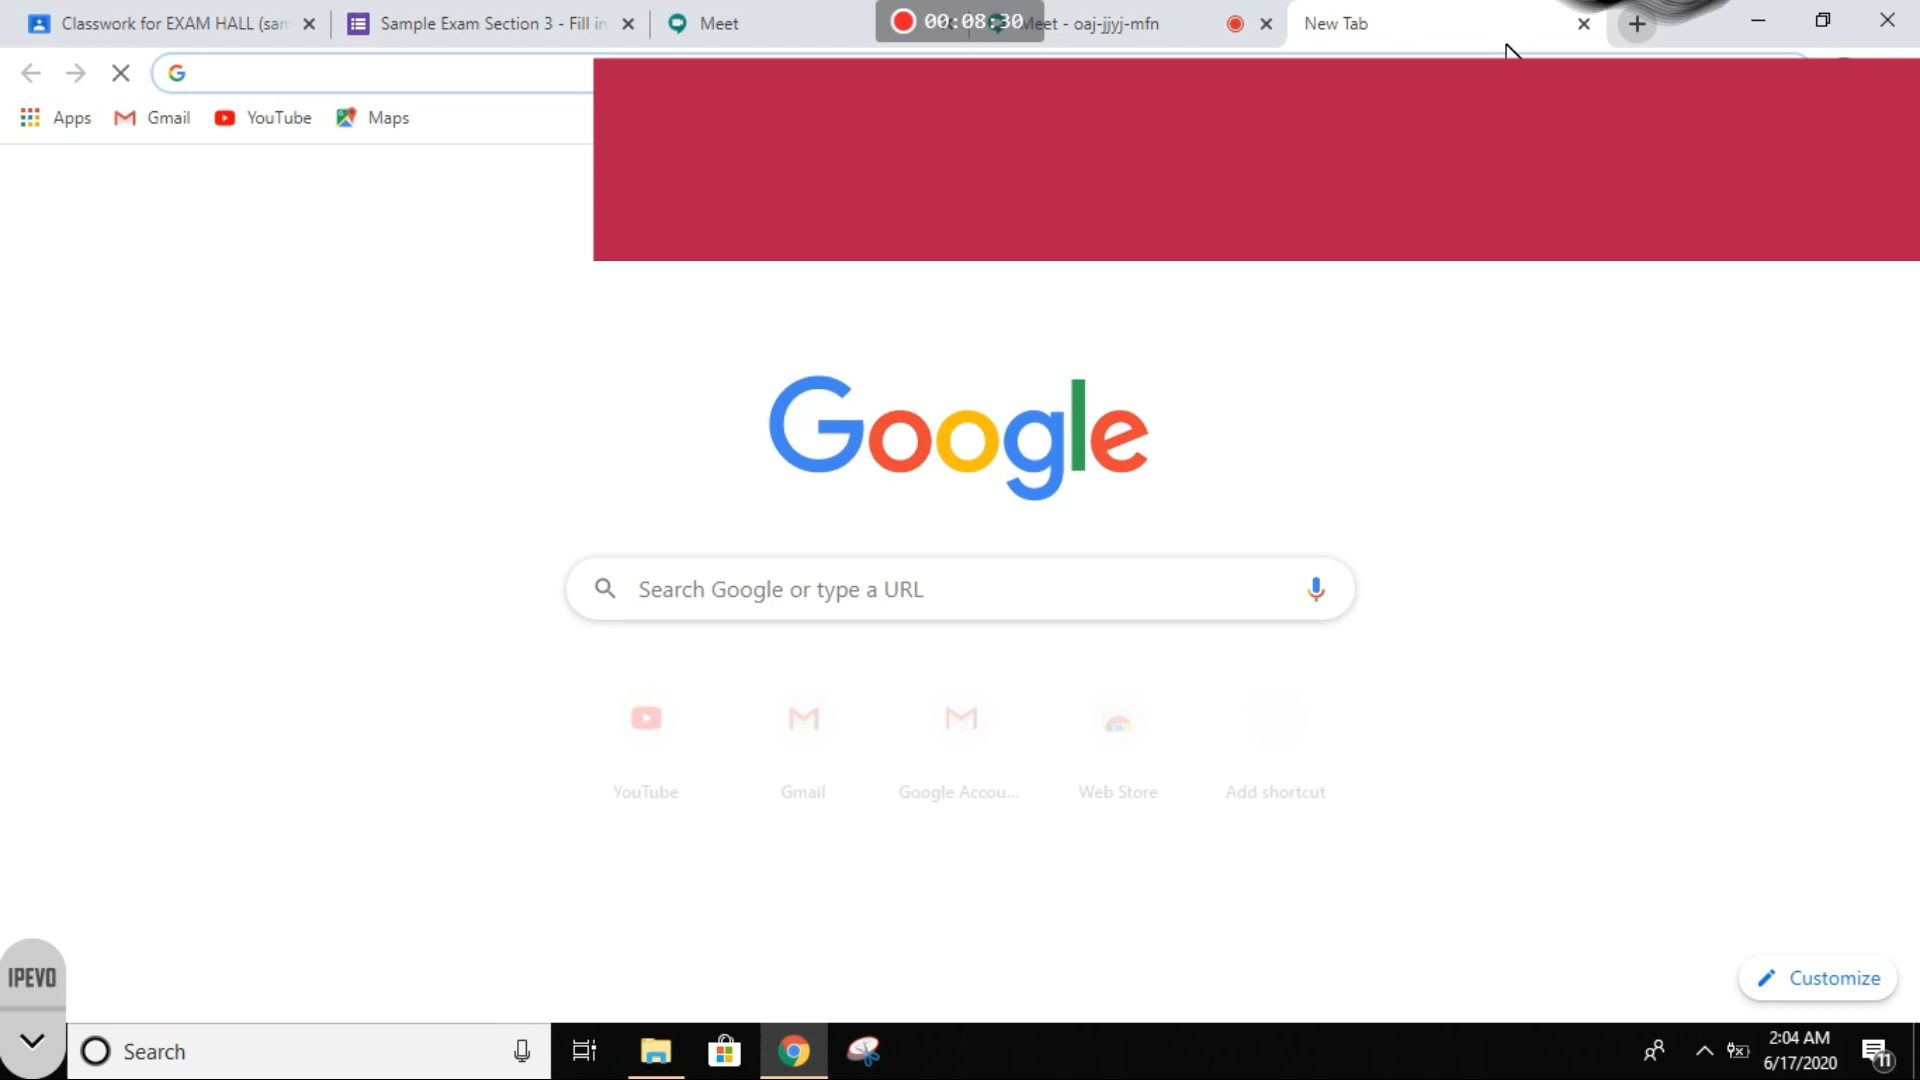 Classwork for EXAM HALL (sam
Sample Exam Section 3 - Fill in
Meet
00:08:30
Meet - oaj-jjyj-mfn
New Tab
Apps
Gmail
YouTube
Maps
Google
Search Google or type a URL
YouTube
Gmail
Google Accou...
Web Store
Add shortcut
IPEVO
Customize
Search
2:04 AM
6/17/2020
11